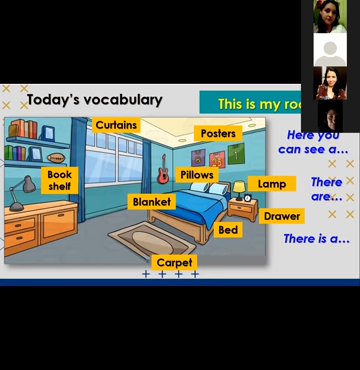 Today's vocabulary
This is my
Curtains
Posters
Here you
can see a...
Book
shelf
Pillows
Lamp
There
are...
Blanket
Drawer
Bed
There is a...
Carpet